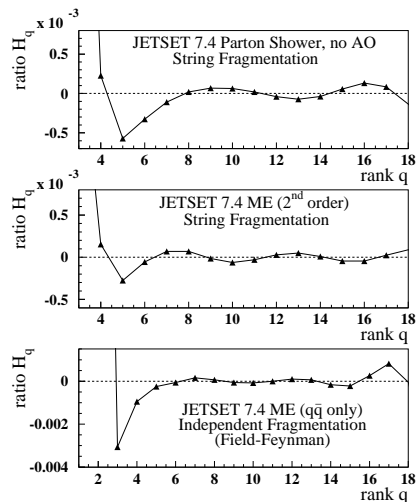 x 10 -3
ratio Hq
JETSET 7.4 Parton Shower, no AO
String Fragmentation
0.5
0
-0.5
4 6 8 10 12 14 16 18
rank q
x 10 -3
ratio Hq
JETSET 7.4 ME (2nd order)
String Fragmentation
0.5
0
-0.5
4 6 8 10 12 14 16 18
rank q
ratio Hq
0
-0.002
-0.004
JETSET 7.4 ME (qq̄ only)
Independent Fragmentation
(Field-Feynman)
2 4 6 8 10 12 14 16 18
rank q